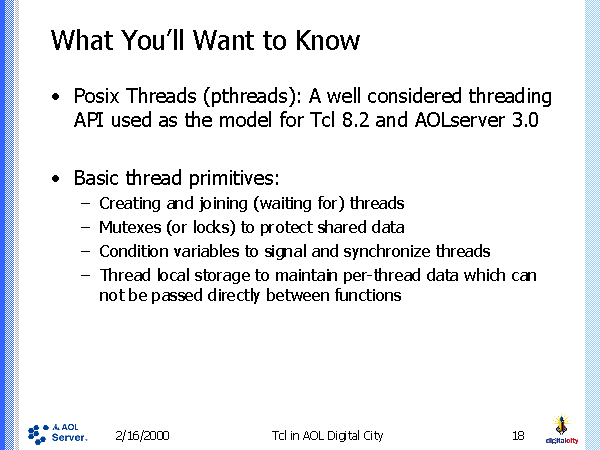 What You'll Want to Know
• Posix Threads (pthreads): A well considered threading
API used as the model for Tcl 8.2 and AOLserver 3.0
• Basic thread primitives:
– Creating and joining (waiting for) threads
– Mutexes (or locks) to protect shared data
– Condition variables to signal and synchronize threads
– Thread local storage to maintain per-thread data which can
not be passed directly between functions
AOL
Server.
2/16/2000
Tcl in AOL Digital City
18
digitalcity